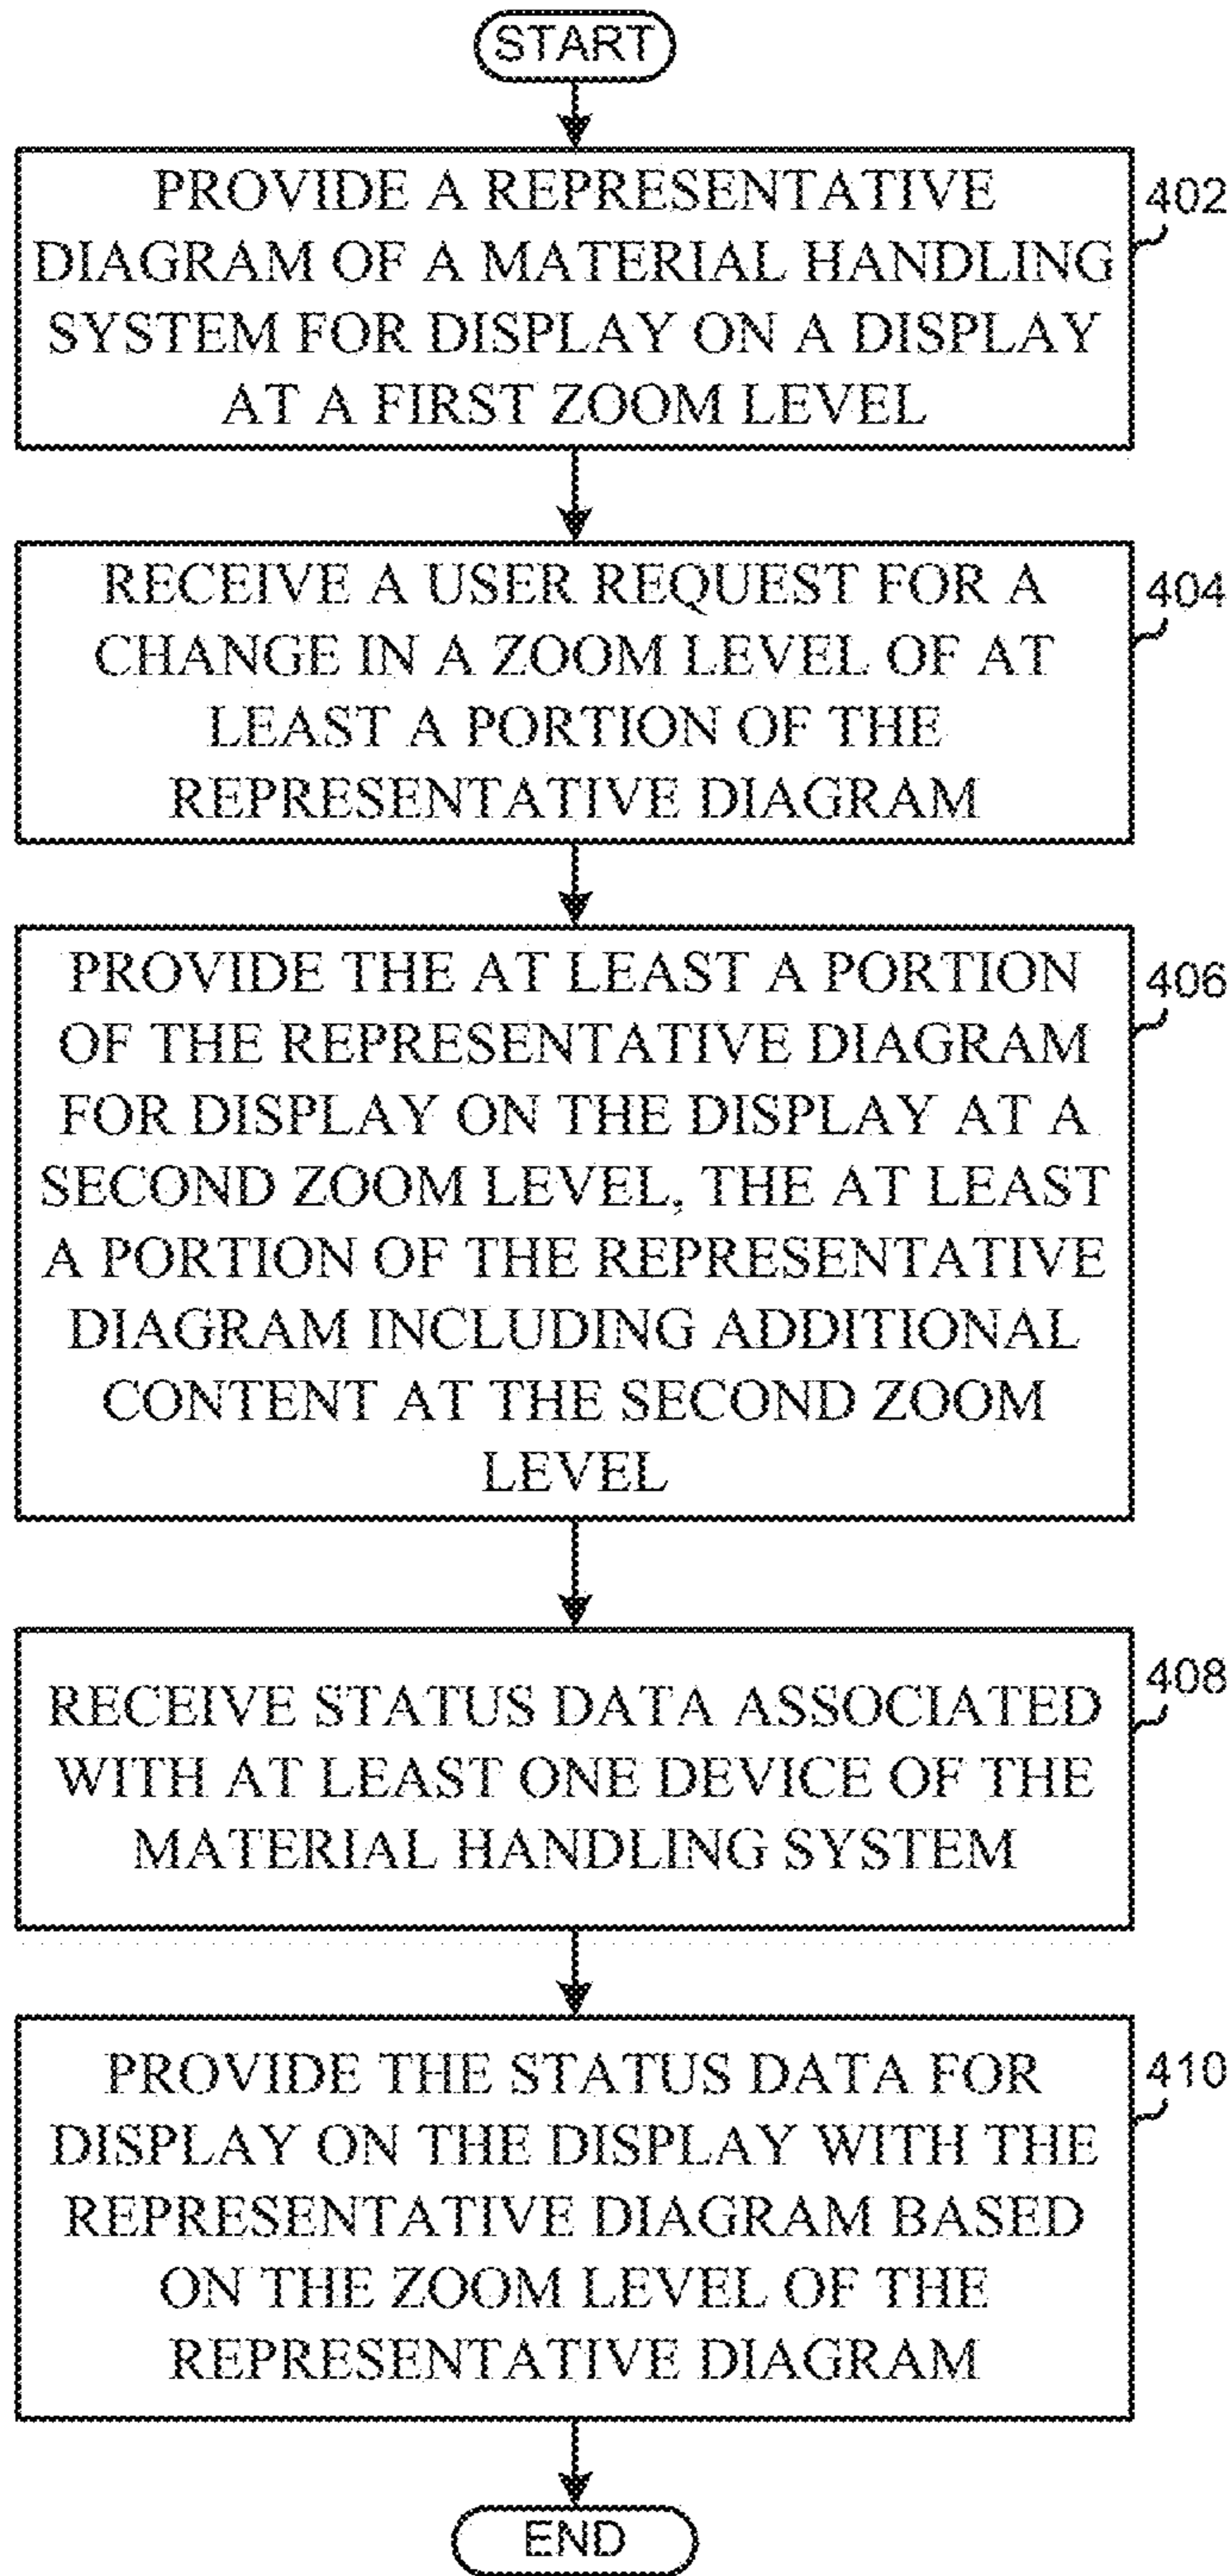 START
PROVIDE A REPRESENTATIVE
DIAGRAM OF A MATERIAL HANDLING
SYSTEM FOR DISPLAY ON A DISPLAY
AT A FIRST ZOOM LEVEL
402
RECEIVE A USER REQUEST FOR A
CHANGE IN A ZOOM LEVEL OF AT
LEAST A PORTION OF THE
REPRESENTATIVE DIAGRAM
404
PROVIDE THE AT LEAST A PORTION
OF THE REPRESENTATIVE DIAGRAM
FOR DISPLAY ON THE DISPLAY AT A
SECOND ZOOM LEVEL, THE AT LEAST
A PORTION OF THE REPRESENTATIVE
DIAGRAM INCLUDING ADDITIONAL
CONTENT AT THE SECOND ZOOM
LEVEL
406
RECEIVE STATUS DATA ASSOCIATED
WITH AT LEAST ONE DEVICE OF THE
MATERIAL HANDLING SYSTEM
408
PROVIDE THE STATUS DATA FOR
DISPLAY ON THE DISPLAY WITH THE
REPRESENTATIVE DIAGRAM BASED
ON THE ZOOM LEVEL OF THE
REPRESENTATIVE DIAGRAM
410
END